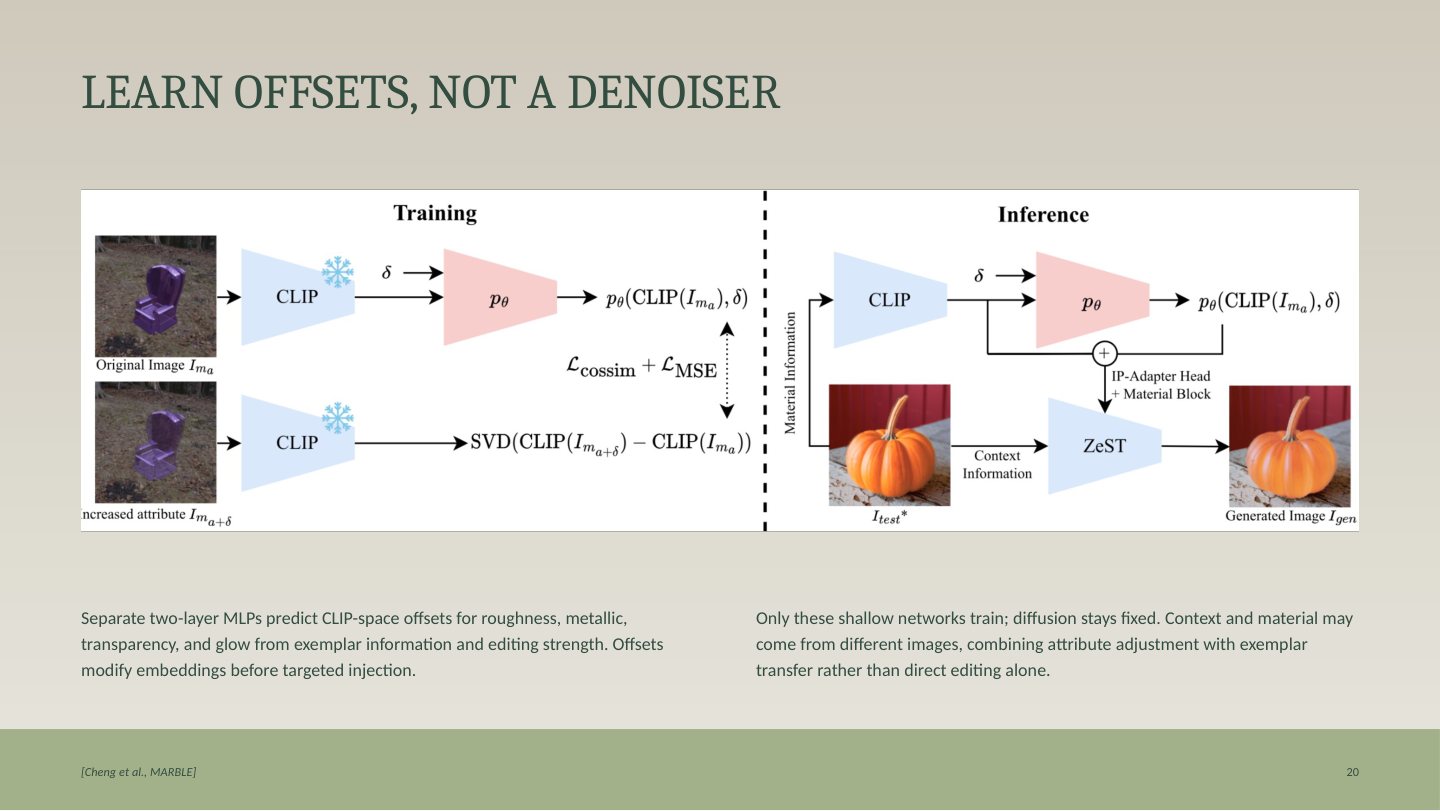 LEARN OFFSETS, NOT A DENOISER
Training
CLIP
δ
p_θ
p_θ(CLIP(I_{m_a}), δ)
Original Image I_{m_a}
ℒ_cossim + ℒ_MSE
CLIP
SVD(CLIP(I_{m_{a+δ}}) − CLIP(I_{m_a}))
ncreased attribute I_{m_{a+δ}}
Inference
Material Information
CLIP
δ
p_θ
p_θ(CLIP(I_{m_a}), δ)
+
IP-Adapter Head
+ Material Block
Context
Information
ZeST
I_{test}*
Generated Image I_{gen}
Separate two-layer MLPs predict CLIP-space offsets for roughness, metallic,
transparency, and glow from exemplar information and editing strength. Offsets
modify embeddings before targeted injection.
Only these shallow networks train; diffusion stays fixed. Context and material may
come from different images, combining attribute adjustment with exemplar
transfer rather than direct editing alone.
[Cheng et al., MARBLE]
20